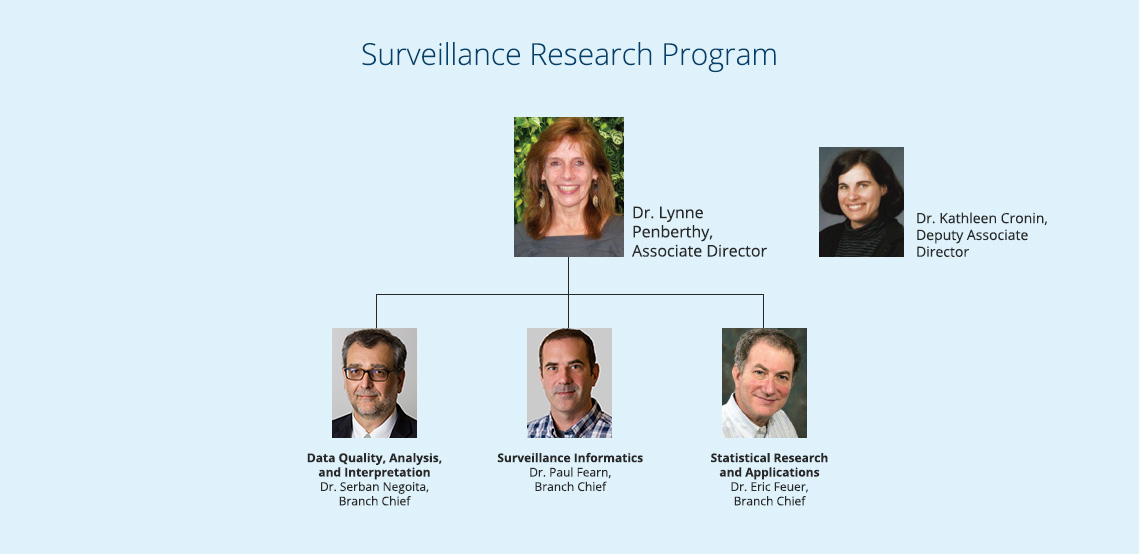 Surveillance Research Program
Dr. Lynne
Penberthy,
Associate Director
Dr. Kathleen Cronin,
Deputy Associate
Director
Data Quality, Analysis,
and Interpretation
Dr. Serban Negoita,
Branch Chief
Surveillance Informatics
Dr. Paul Fearn,
Branch Chief
Statistical Research
and Applications
Dr. Eric Feuer,
Branch Chief